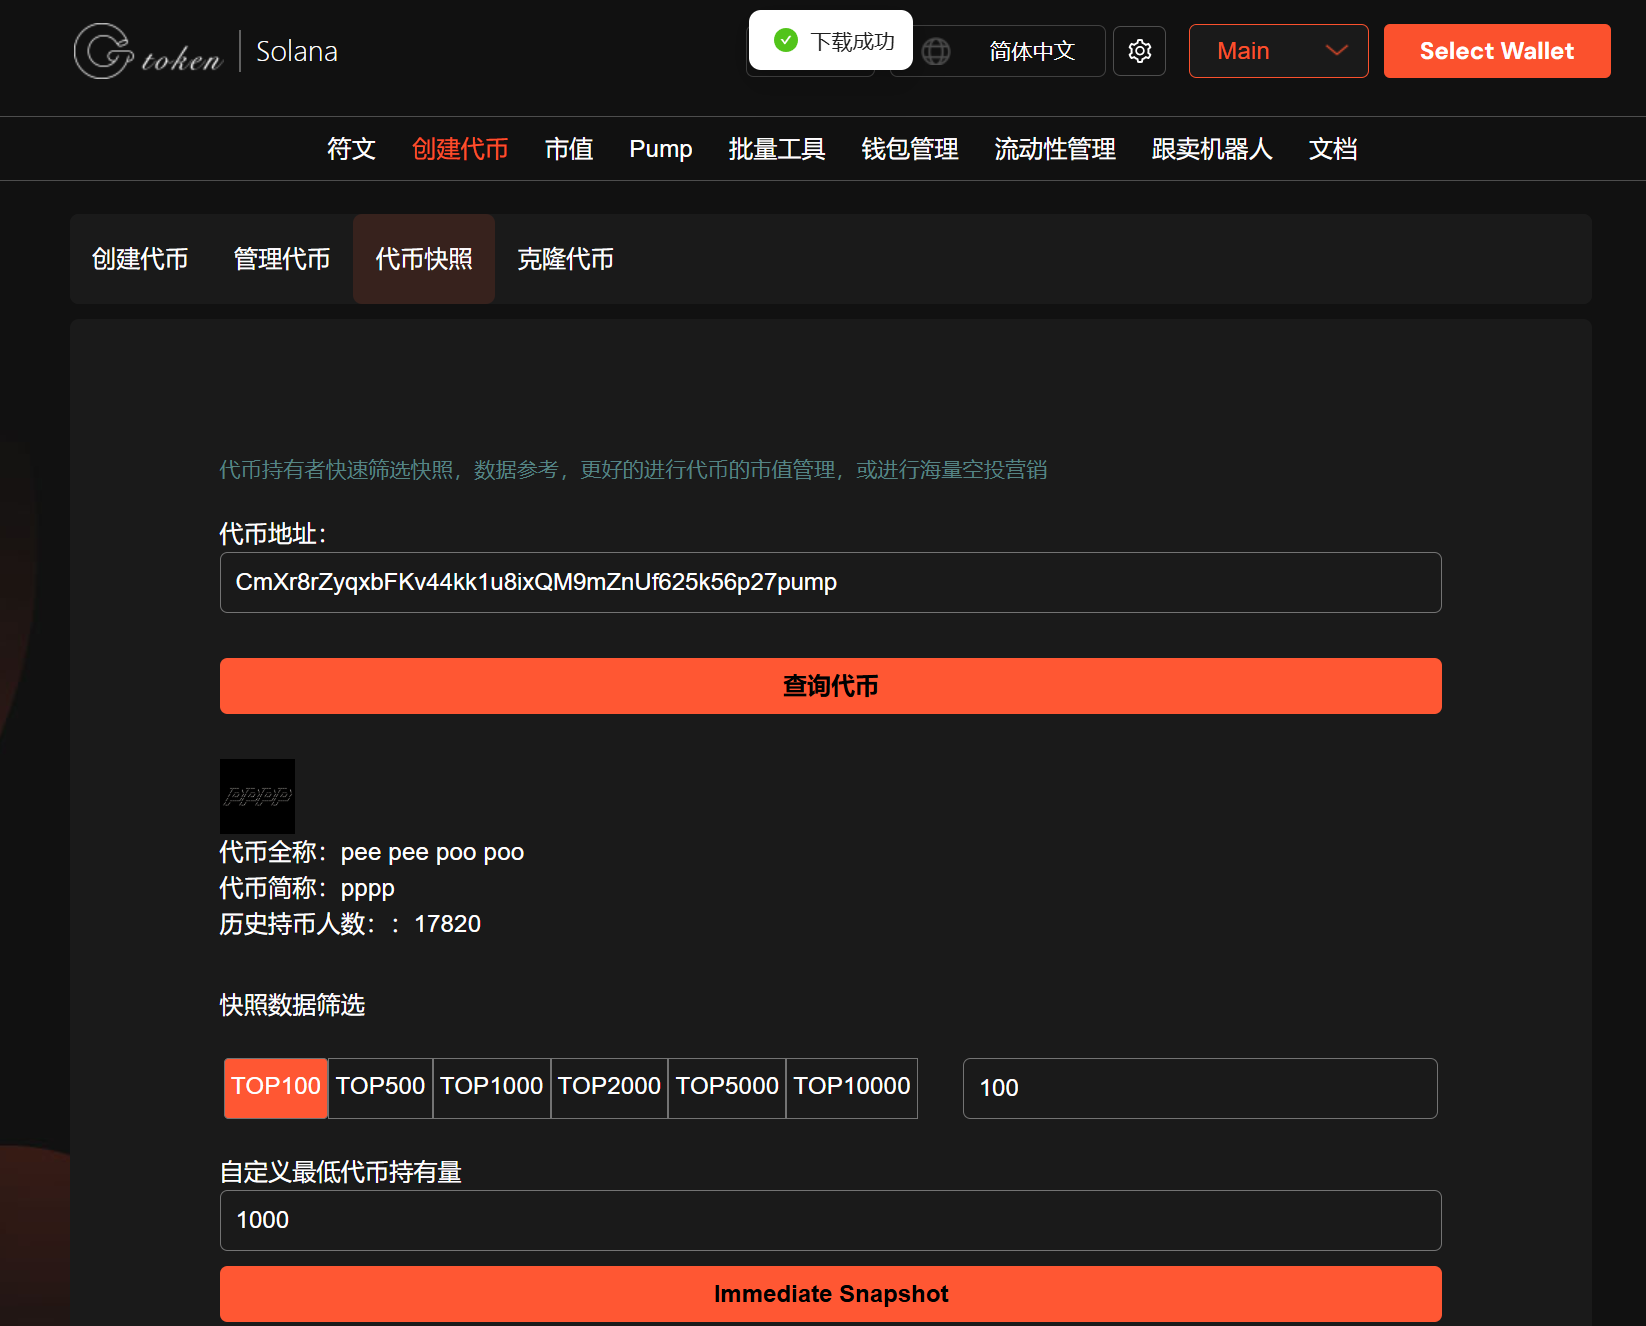 Gtoken | Solana
下载成功
简体中文
Main
Select Wallet
符文 创建代币 市值 Pump 批量工具 钱包管理 流动性管理 跟卖机器人 文档
创建代币 管理代币 代币快照 克隆代币
代币持有者快速筛选快照，数据参考，更好的进行代币的市值管理，或进行海量空投营销
代币地址：
CmXr8rZyqxbFKv44kk1u8ixQM9mZnUf625k56p27pump
查询代币
pppp
代币全称：pee pee poo poo
代币简称：pppp
历史持币人数：：17820
快照数据筛选
TOP100 TOP500 TOP1000 TOP2000 TOP5000 TOP10000 100
自定义最低代币持有量
1000
Immediate Snapshot